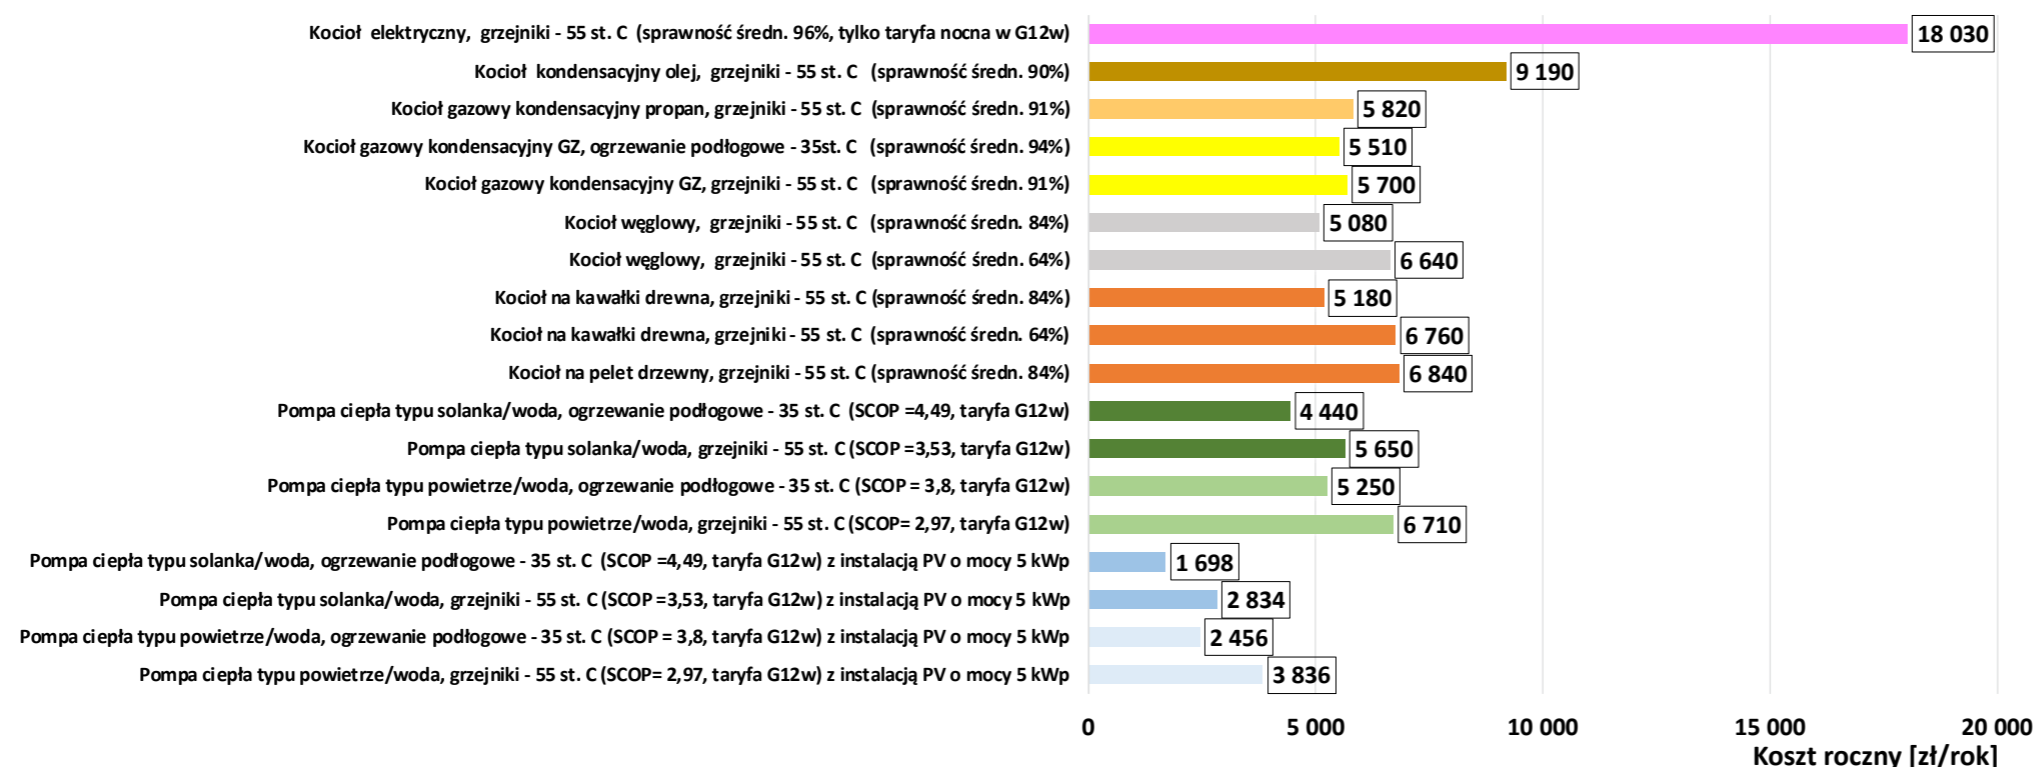 Kocioł elektryczny, grzejniki - 55 st. C (sprawność średn. 96%, tylko taryfa nocna w G12w) 18 030
Kocioł kondensacyjny olej, grzejniki - 55 st. C (sprawność średn. 90%) 9 190
Kocioł gazowy kondensacyjny propan, grzejniki - 55 st. C (sprawność średn. 91%) 5 820
Kocioł gazowy kondensacyjny GZ, ogrzewanie podłogowe - 35st. C (sprawność średn. 94%) 5 510
Kocioł gazowy kondensacyjny GZ, grzejniki - 55 st. C (sprawność średn. 91%) 5 700
Kocioł węglowy, grzejniki - 55 st. C (sprawność średn. 84%) 5 080
Kocioł węglowy, grzejniki - 55 st. C (sprawność średn. 64%) 6 640
Kocioł na kawałki drewna, grzejniki - 55 st. C (sprawność średn. 84%) 5 180
Kocioł na kawałki drewna, grzejniki - 55 st. C (sprawność średn. 64%) 6 760
Kocioł na pelet drzewny, grzejniki - 55 st. C (sprawność średn. 84%) 6 840
Pompa ciepła typu solanka/woda, ogrzewanie podłogowe - 35 st. C (SCOP =4,49, taryfa G12w) 4 440
Pompa ciepła typu solanka/woda, grzejniki - 55 st. C (SCOP =3,53, taryfa G12w) 5 650
Pompa ciepła typu powietrze/woda, ogrzewanie podłogowe - 35 st. C (SCOP = 3,8, taryfa G12w) 5 250
Pompa ciepła typu powietrze/woda, grzejniki - 55 st. C (SCOP= 2,97, taryfa G12w) 6 710
Pompa ciepła typu solanka/woda, ogrzewanie podłogowe - 35 st. C (SCOP =4,49, taryfa G12w) z instalacją PV o mocy 5 kWp 1 698
Pompa ciepła typu solanka/woda, grzejniki - 55 st. C (SCOP =3,53, taryfa G12w) z instalacją PV o mocy 5 kWp 2 834
Pompa ciepła typu powietrze/woda, ogrzewanie podłogowe - 35 st. C (SCOP = 3,8, taryfa G12w) z instalacją PV o mocy 5 kWp 2 456
Pompa ciepła typu powietrze/woda, grzejniki - 55 st. C (SCOP= 2,97, taryfa G12w) z instalacją PV o mocy 5 kWp 3 836
0 5 000 10 000 15 000 20 000
Koszt roczny [zł/rok]